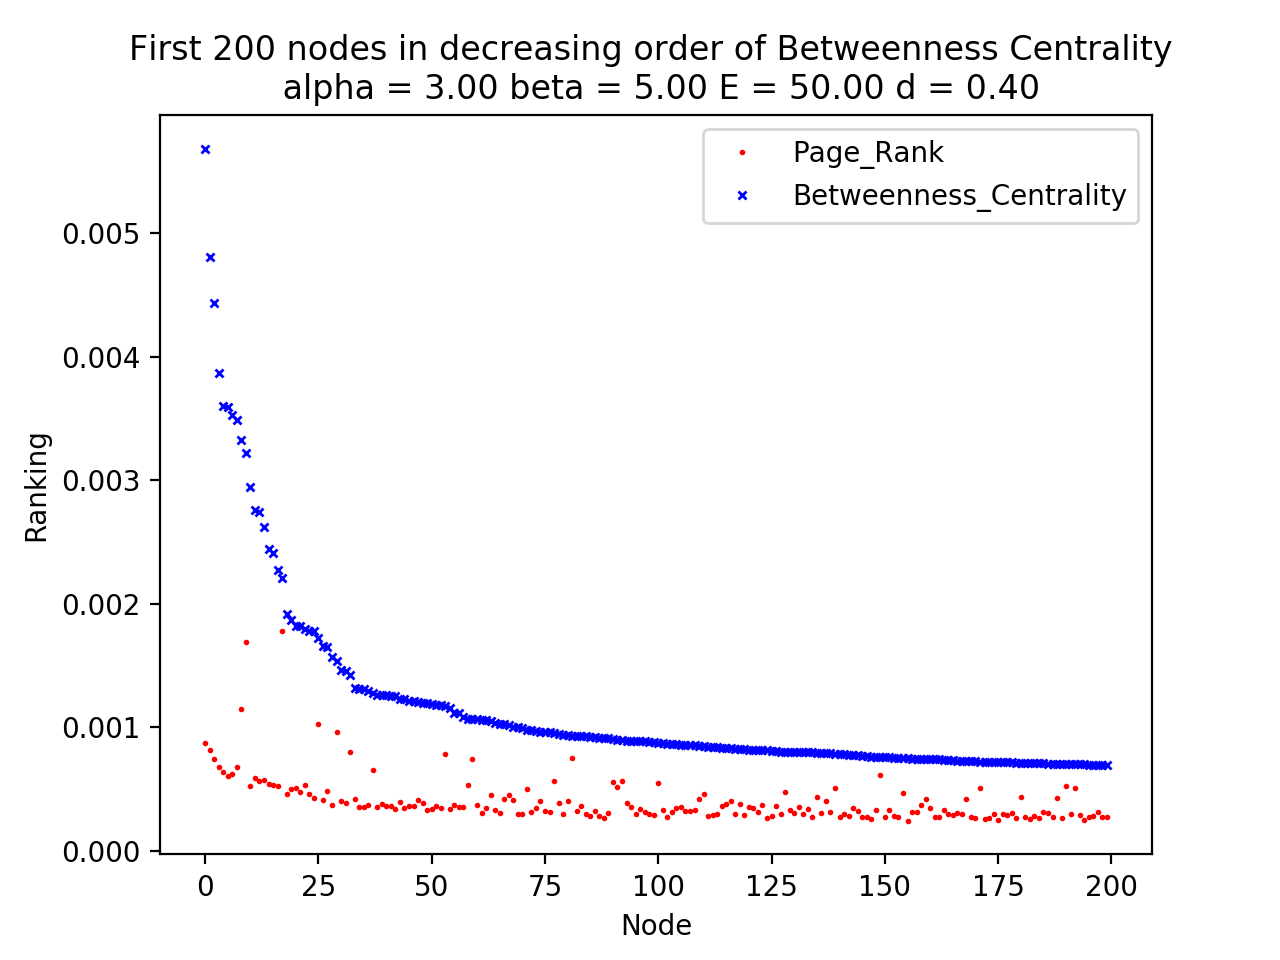 First 200 nodes in decreasing order of Betweenness Centrality
alpha = 3.00 beta = 5.00 E = 50.00 d = 0.40
Page_Rank
Betweenness_Centrality
Ranking
0.005
0.004
0.003
0.002
0.001
0.000
0 25 50 75 100 125 150 175 200
Node